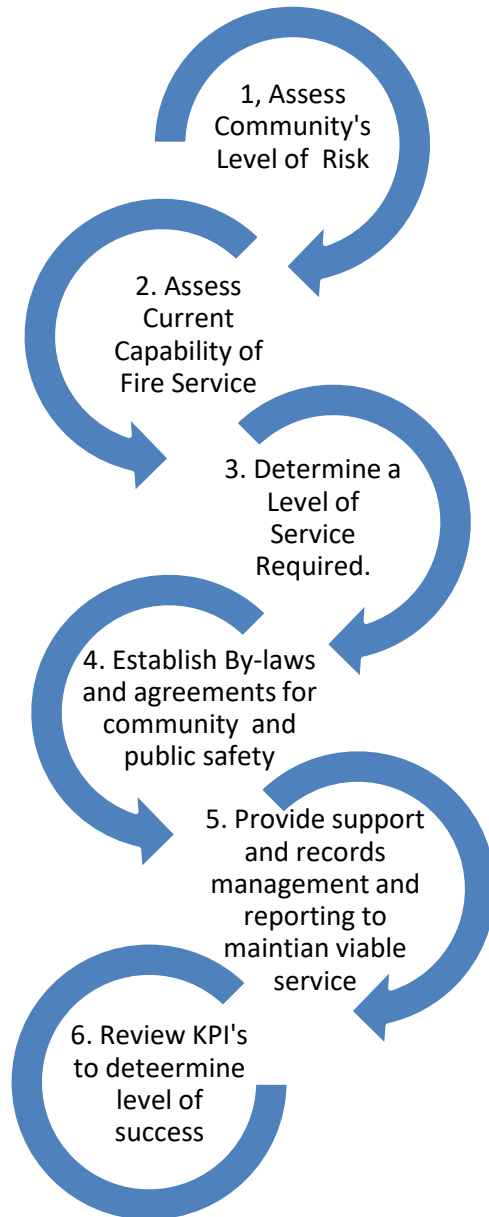 1, Assess
Community's
Level of Risk
2. Assess
Current
Capability of
Fire Service
3. Determine a
Level of
Service
Required.
4. Establish By-laws
and agreements for
community and
public safety
5. Provide support
and records
management and
reporting to
maintian viable
service
6. Review KPI's
to deteermine
level of
success